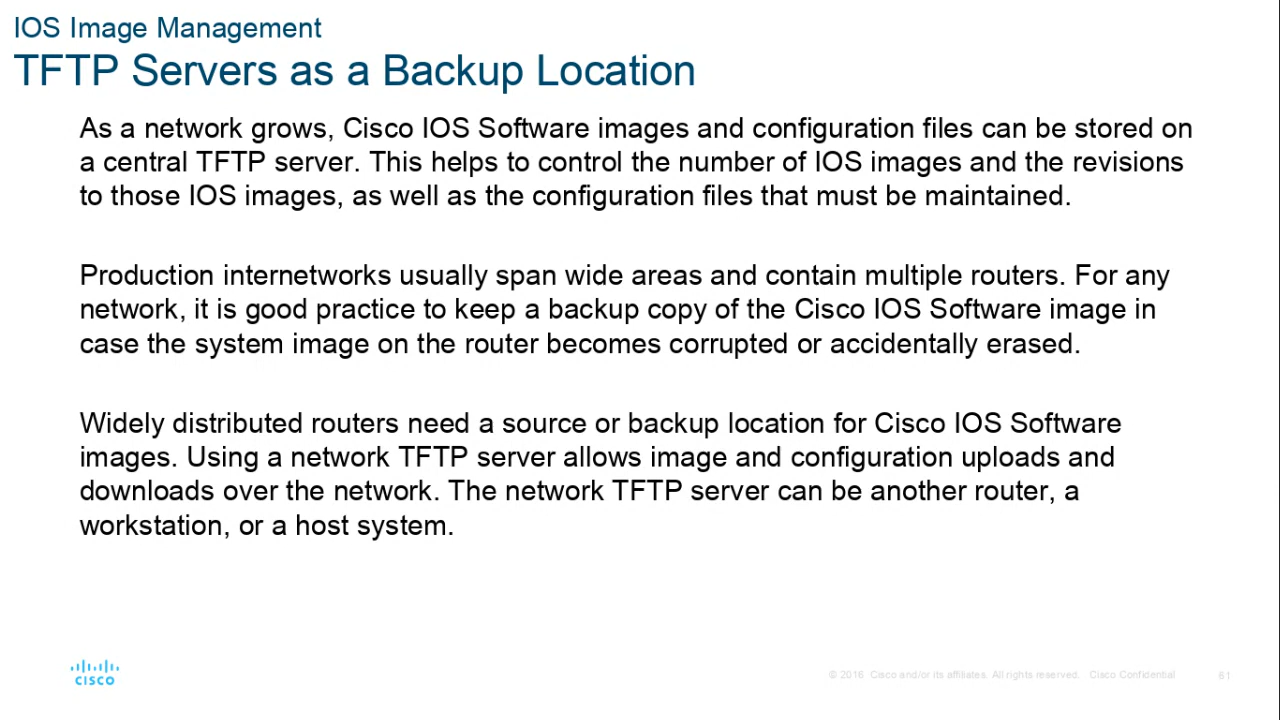 IOS Image Management
TFTP Servers as a Backup Location
As a network grows, Cisco IOS Software images and configuration files can be stored on
a central TFTP server. This helps to control the number of IOS images and the revisions
to those IOS images, as well as the configuration files that must be maintained.
Production internetworks usually span wide areas and contain multiple routers. For any
network, it is good practice to keep a backup copy of the Cisco IOS Software image in
case the system image on the router becomes corrupted or accidentally erased.
Widely distributed routers need a source or backup location for Cisco IOS Software
images. Using a network TFTP server allows image and configuration uploads and
downloads over the network. The network TFTP server can be another router, a
workstation, or a host system.
CISCO
© 2016 Cisco and/or its affiliates. All rights reserved. Cisco Confidential 61